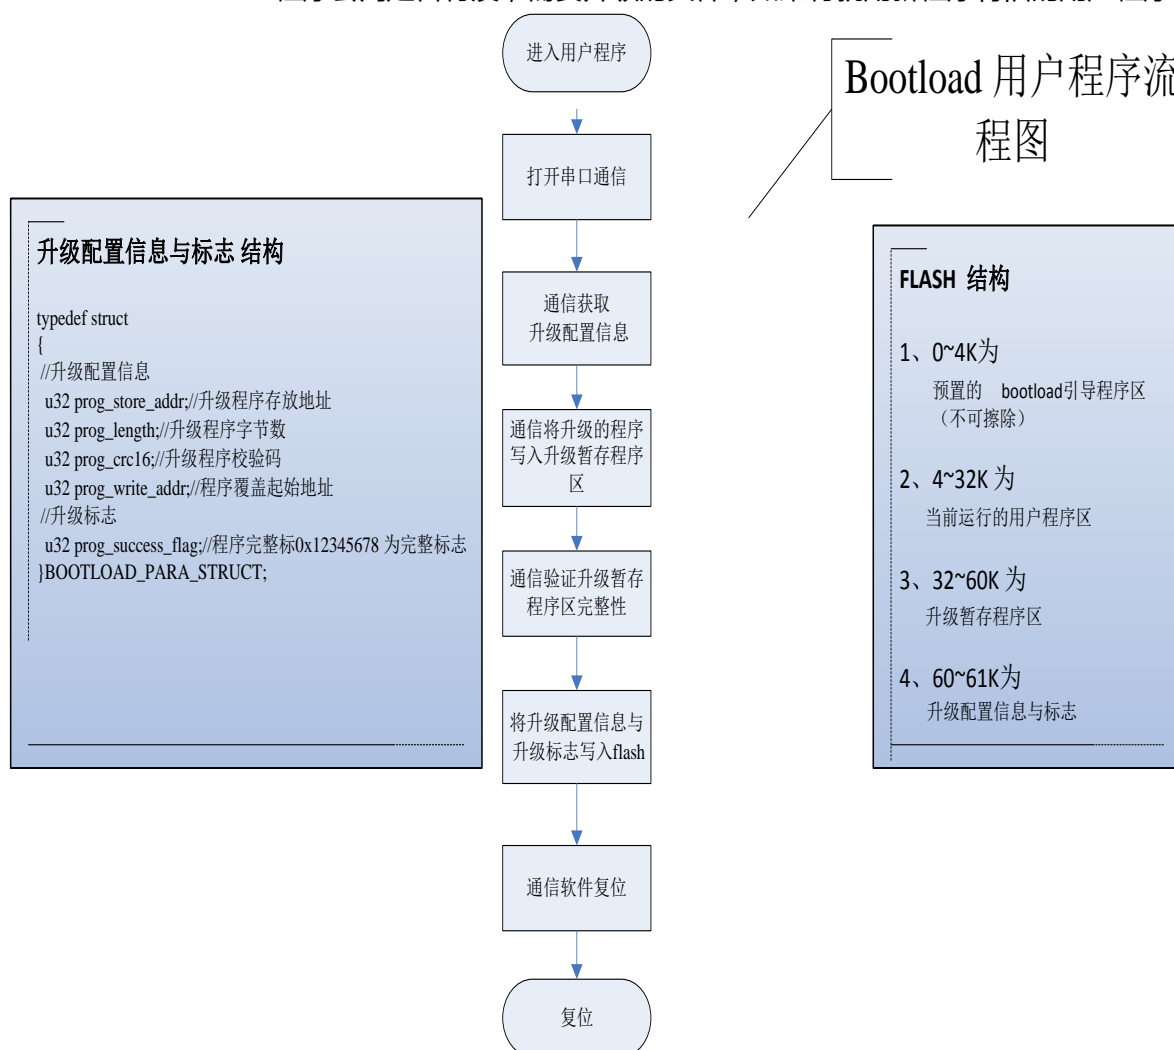 进入用户程序
Bootload 用户程序流
程图
打开串口通信
升级配置信息与标志 结构
typedef struct
{
//升级配置信息
u32 prog_store_addr;//升级程序存放地址
u32 prog_length;//升级程序字节数
u32 prog_crc16;//升级程序校验码
u32 prog_write_addr;//程序覆盖起始地址
//升级标志
u32 prog_success_flag;//程序完整标0x12345678 为完整标志
}BOOTLOAD_PARA_STRUCT;
通信获取
升级配置信息
通信将升级的程序
写入升级暂存程序
区
通信验证升级暂存
程序区完整性
将升级配置信息与
升级标志写入flash
通信软件复位
复位
FLASH 结构
1、0~4K为
预置的 bootload引导程序区
（不可擦除）
2、4~32K 为
当前运行的用户程序区
3、32~60K 为
升级暂存程序区
4、60~61K为
升级配置信息与标志